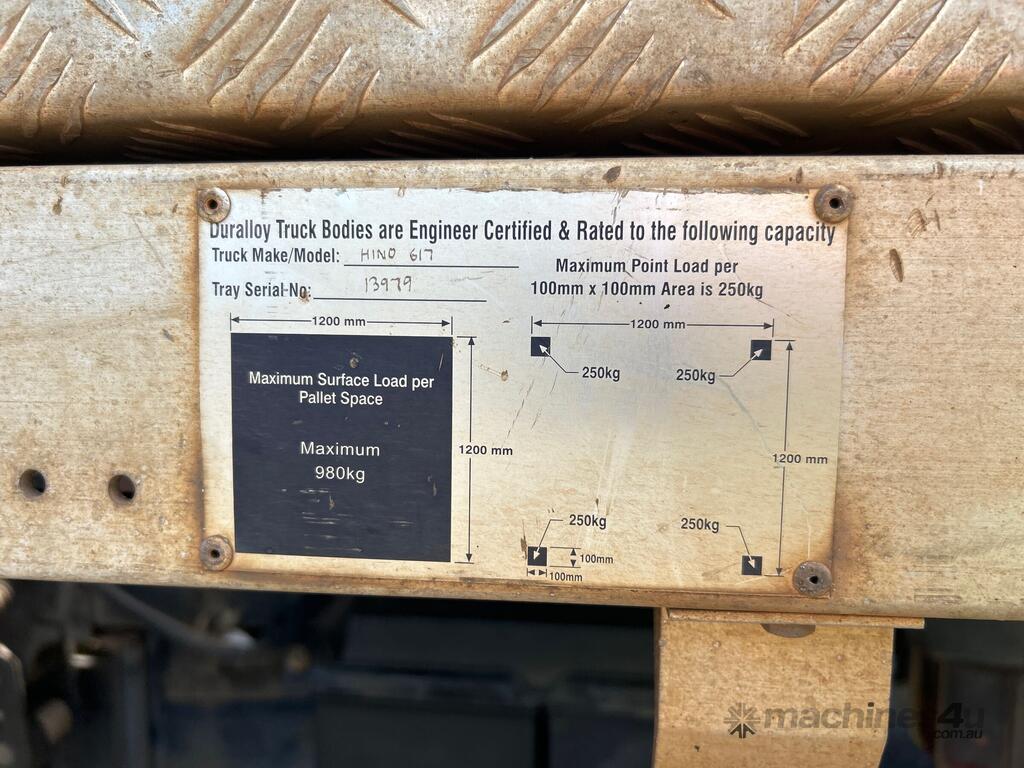 Duralloy Truck Bodies are Engineer Certified & Rated to the following capacity
Truck Make/Model: HINO 617
Tray Serial No: 13979
Maximum Point Load per
100mm x 100mm Area is 250kg
1200 mm
Maximum Surface Load per
Pallet Space
Maximum
980kg
1200 mm
1200 mm
250kg
250kg
1200 mm
250kg
250kg
100mm
100mm
machines4u
.com.au